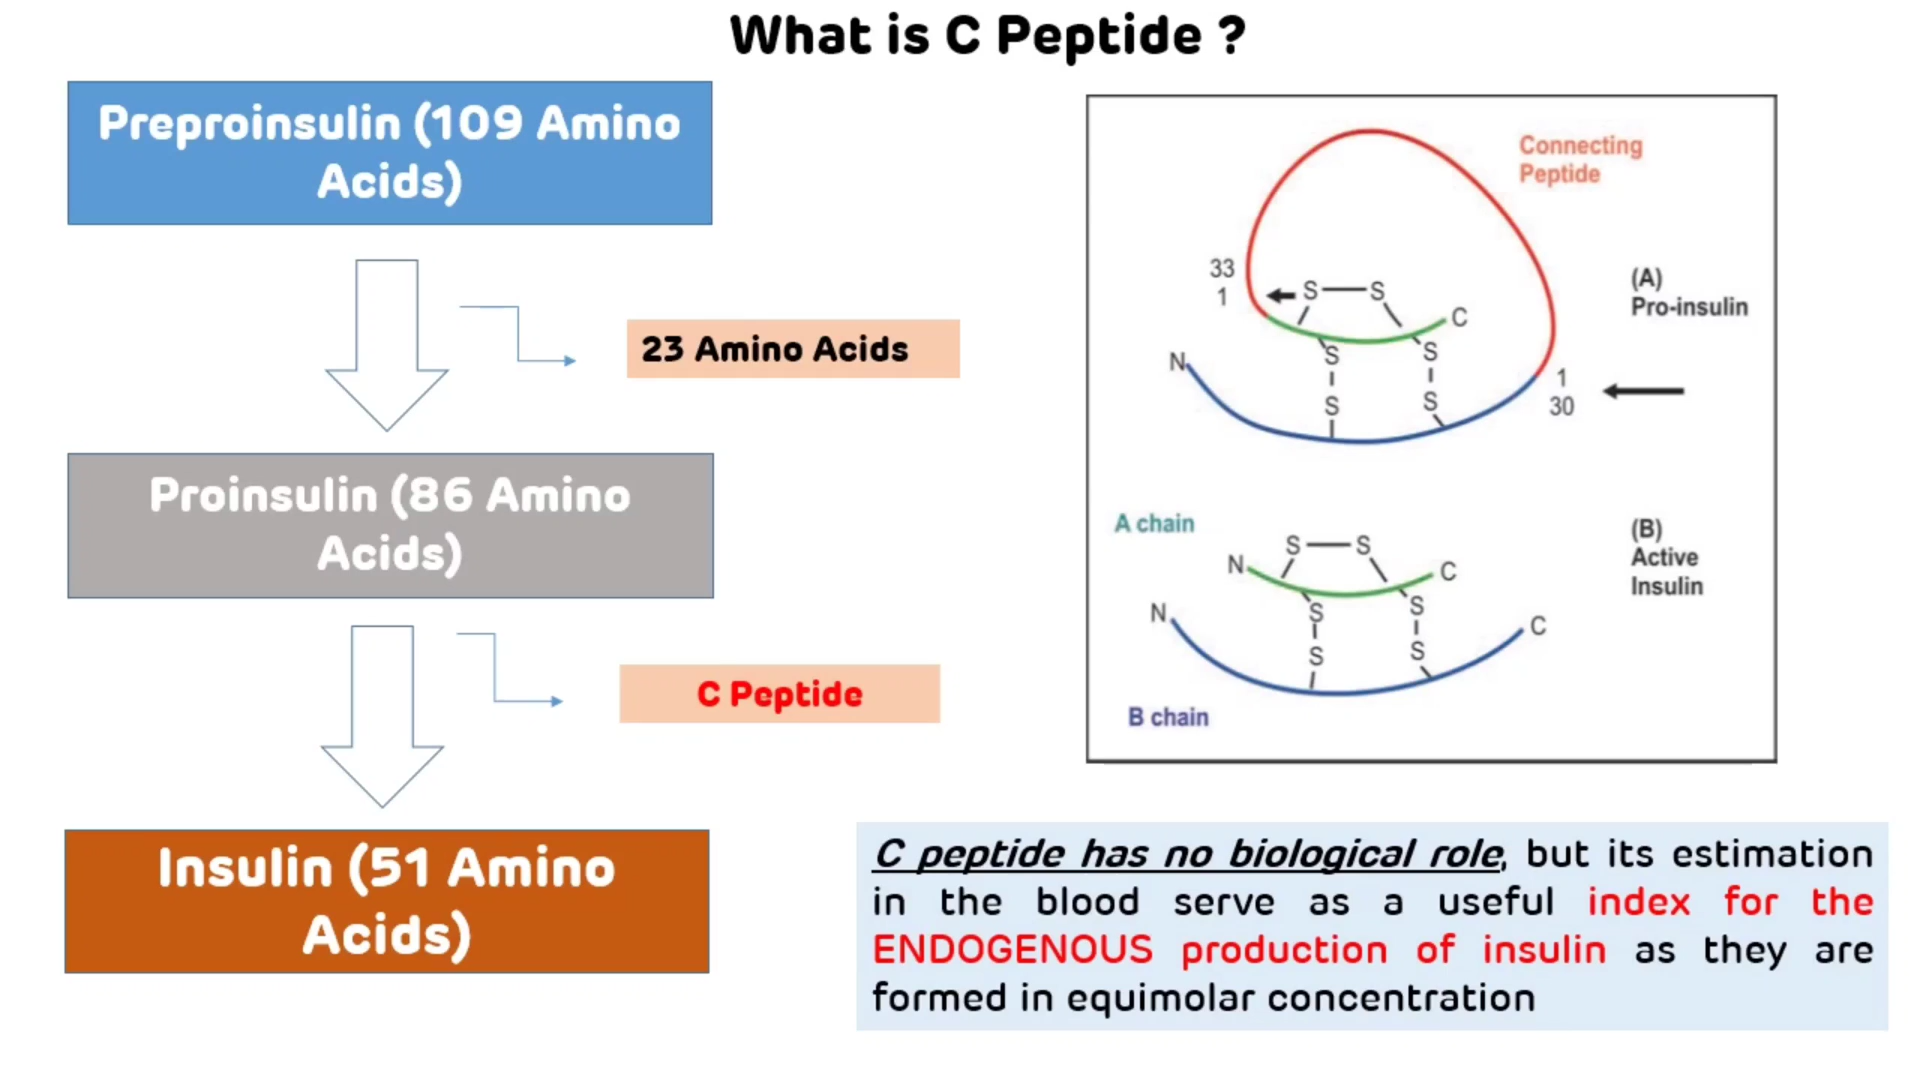 What is C Peptide ?
Preproinsulin (109 Amino
Acids)
23 Amino Acids
Proinsulin (86 Amino
Acids)
C Peptide
Insulin (51 Amino
Acids)
Connecting
Peptide
33
1
S
S
C
(A)
Pro-insulin
N
S
S
S
S
1
30
A chain
S
S
N
C
(B)
Active
Insulin
N
S
S
S
S
C
B chain
C peptide has no biological role, but its estimation
in the blood serve as a useful index for the
ENDOGENOUS production of insulin as they are
formed in equimolar concentration